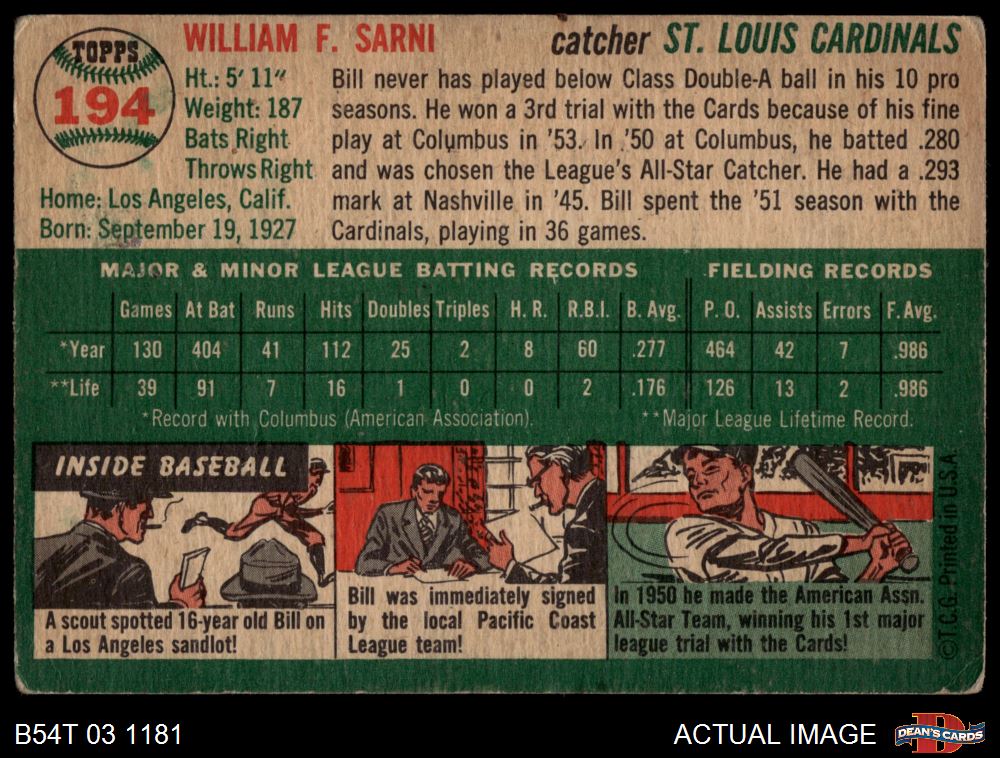 TOPPS
194
WILLIAM F. SARNI
catcher ST. LOUIS CARDINALS
Ht.: 5' 11"
Weight: 187
Bats Right
Throws Right
Home: Los Angeles, Calif.
Born: September 19, 1927
Bill never has played below Class Double-A ball in his 10 pro
seasons. He won a 3rd trial with the Cards because of his fine
play at Columbus in '53. In '50 at Columbus, he batted .280
and was chosen the League's All-Star Catcher. He had a .293
mark at Nashville in '45. Bill spent the '51 season with the
Cardinals, playing in 36 games.
MAJOR & MINOR LEAGUE BATTING RECORDS FIELDING RECORDS
Games At Bat Runs Hits Doubles Triples H. R. R.B.I. B. Avg. P. O. Assists Errors F. Avg.
*Year 130 404 41 112 25 2 8 60 .277 464 42 7 .986
**Life 39 91 7 16 1 0 0 2 .176 126 13 2 .986
*Record with Columbus (American Association). **Major League Lifetime Record.
INSIDE BASEBALL
A scout spotted 16-year old Bill on
a Los Angeles sandlot!
Bill was immediately signed
by the local Pacific Coast
League team!
In 1950 he made the American Assn.
All-Star Team, winning his 1st major
league trial with the Cards!
©T.C.G. Printed in U.S.A.
B54T 03 1181
ACTUAL IMAGE
DEAN'S CARDS